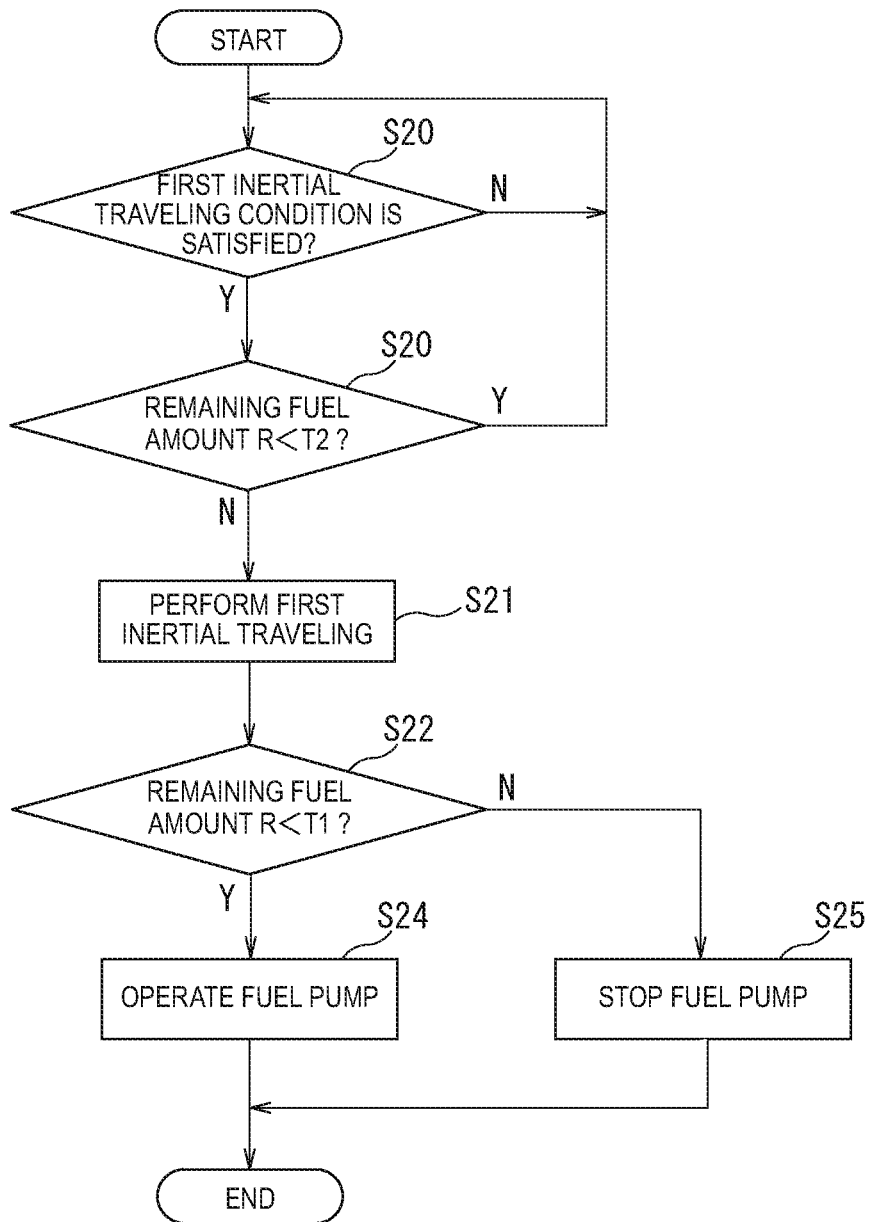 START
S20
FIRST INERTIAL
TRAVELING CONDITION IS
SATISFIED?
N
Y
S20
REMAINING FUEL
AMOUNT R<T2 ?
Y
N
PERFORM FIRST
INERTIAL TRAVELING
S21
S22
REMAINING FUEL
AMOUNT R<T1 ?
N
Y
S24
OPERATE FUEL PUMP
S25
STOP FUEL PUMP
END